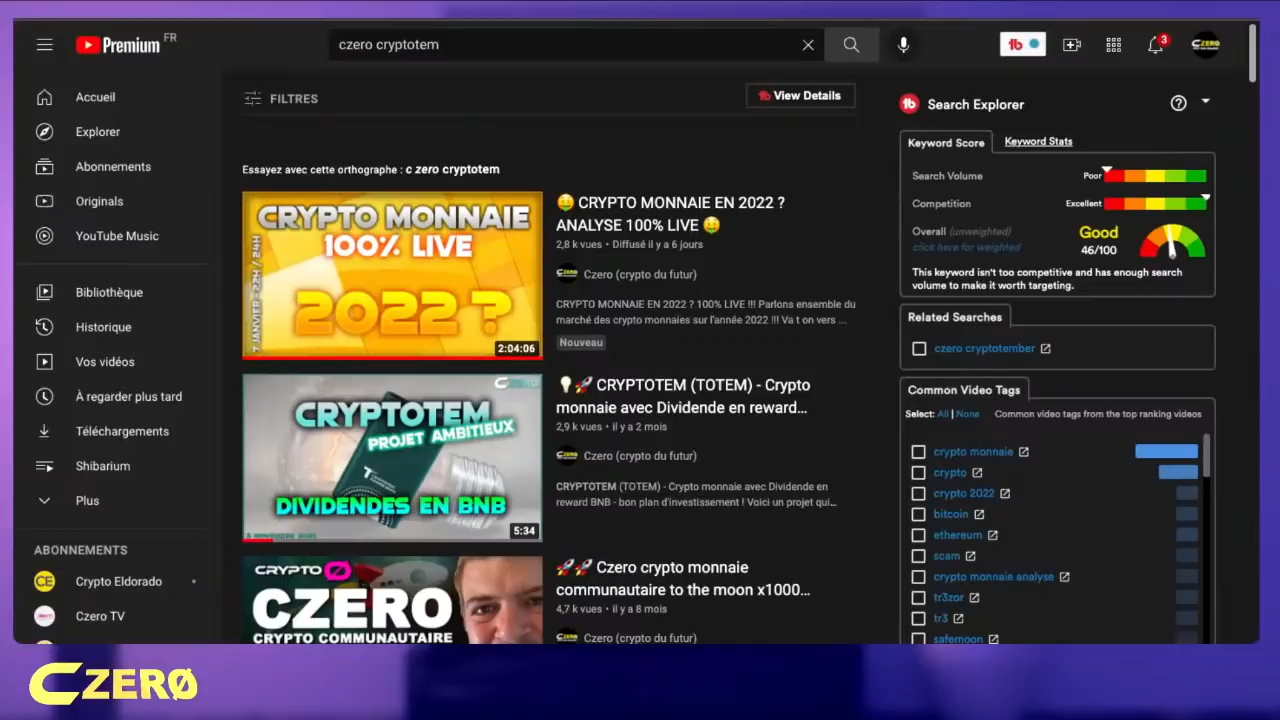 Premium FR
czero cryptotem
3
CZERO
Accueil
Explorer
Abonnements
Originals
YouTube Music
Bibliothèque
Historique
Vos vidéos
À regarder plus tard
Téléchargements
Shibarium
Plus
ABONNEMENTS
CE Crypto Eldorado
Czero TV
FILTRES
View Details
Essayez avec cette orthographe : c zero cryptotem
CRYPTO MONNAIE
100% LIVE
2022 ?
7 JANVIER - 22H / 24H
2:04:06
CRYPTO MONNAIE EN 2022 ?
ANALYSE 100% LIVE
2,8 k vues • Diffusé il y a 6 jours
Czero (crypto du futur)
CRYPTO MONNAIE EN 2022 ? 100% LIVE !!! Parlons ensemble du
marché des crypto monnaies sur l'année 2022 !!! Va t on vers ...
Nouveau
CZERO
CRYPTOTEM
PROJET AMBITIEUX
DIVIDENDES EN BNB
5:34
CRYPTOTEM (TOTEM) - Crypto
monnaie avec Dividende en reward...
2,9 k vues • il y a 2 mois
Czero (crypto du futur)
CRYPTOTEM (TOTEM) - Crypto monnaie avec Dividende en
reward BNB - bon plan d'investissement ! Voici un projet qui...
CRYPTO
CZERO
CRYPTO COMMUNAUTAIRE
Czero crypto monnaie
communautaire to the moon x1000...
4,7 k vues • il y a 8 mois
Czero (crypto du futur)
Search Explorer
Keyword Score
Keyword Stats
Search Volume Poor
Competition Excellent
Overall (unweighted)
click here for weighted
Good
46/100
This keyword isn't too competitive and has enough search
volume to make it worth targeting.
Related Searches
czero cryptotember
Common Video Tags
Select: All | None Common video tags from the top ranking videos
crypto monnaie
crypto
crypto 2022
bitcoin
ethereum
scam
crypto monnaie analyse
tr3zor
tr3
safemoon
CZERØ